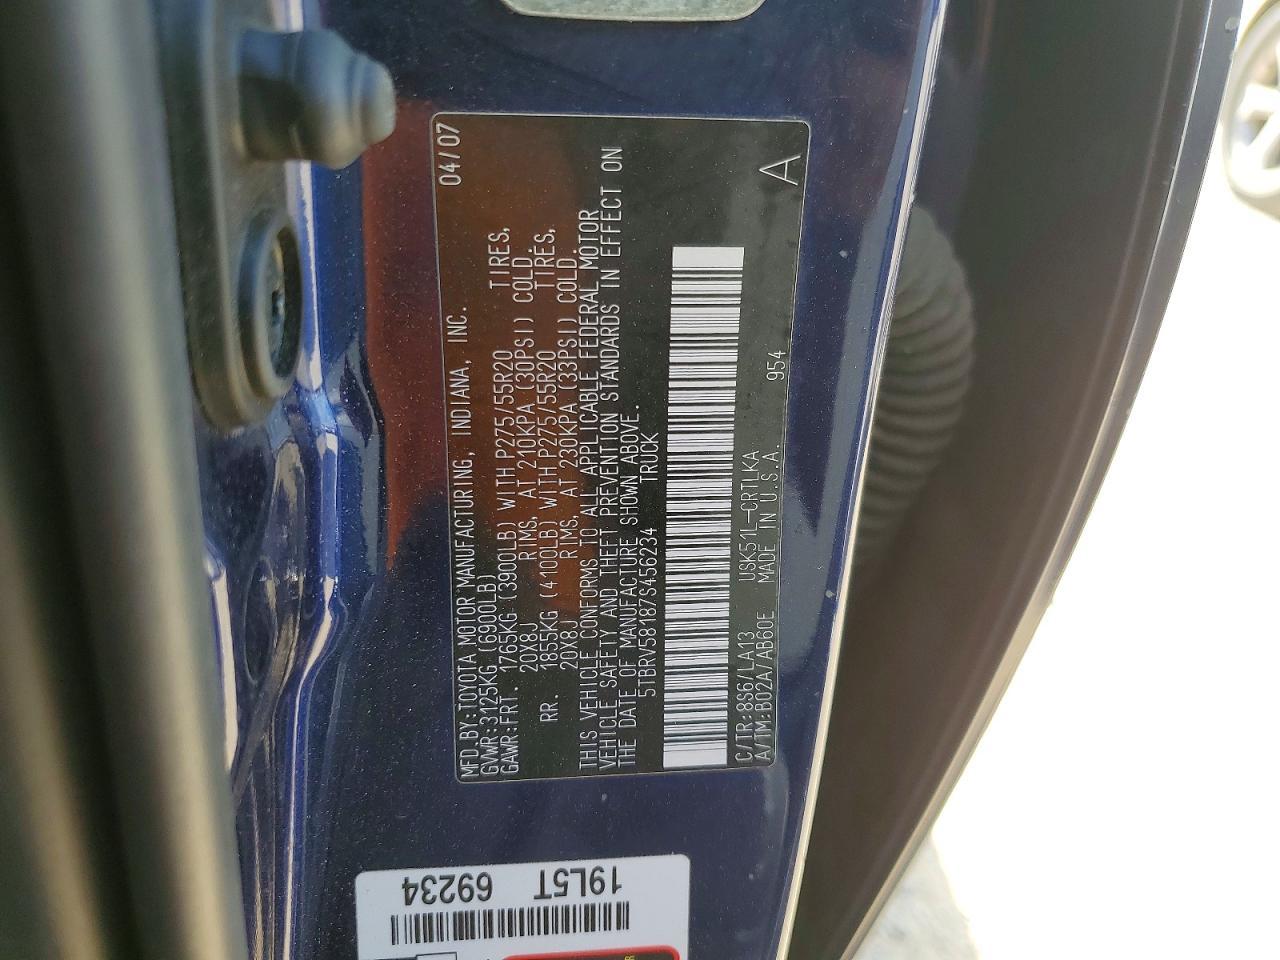 MFD.BY:TOYOTA MOTOR MANUFACTURING, INDIANA, INC. 04/07
GVWR:3125KG (6900LB)
GAWR:FRT. 1765KG (3900LB) WITH P275/55R20 TIRES,
20X8J RIMS, AT 210KPA (30PSI) COLD.
RR. 1855KG (4100LB) WITH P275/55R20 TIRES,
20X8J RIMS, AT 230KPA (33PSI) COLD.
THIS VEHICLE CONFORMS TO ALL APPLICABLE FEDERAL MOTOR
VEHICLE SAFETY AND THEFT PREVENTION STANDARDS IN EFFECT ON
THE DATE OF MANUFACTURE SHOWN ABOVE.
5TBRV58187S456234 TRUCK
C/TR:8S6/LA13 USK51L-CRTLKA
A/TM:B02A/AB60E MADE IN U.S.A. 954
A
19L5T 69234